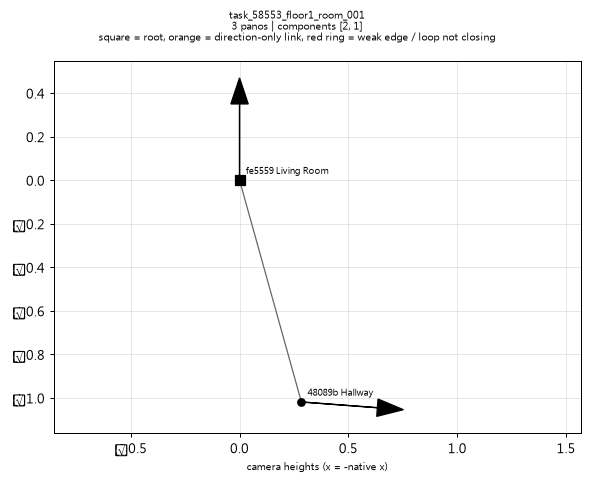 task_58553_floor1_room_001
3 panos | components [2, 1]
square = root, orange = direction-only link, red ring = weak edge / loop not closing
0.4
0.2
fe5559 Living Room
0.0
√0.2
√0.4
√0.6
√0.8
48089b Hallway
√1.0
√0.5
0.0
0.5
1.0
1.5
camera heights (x = -native x)